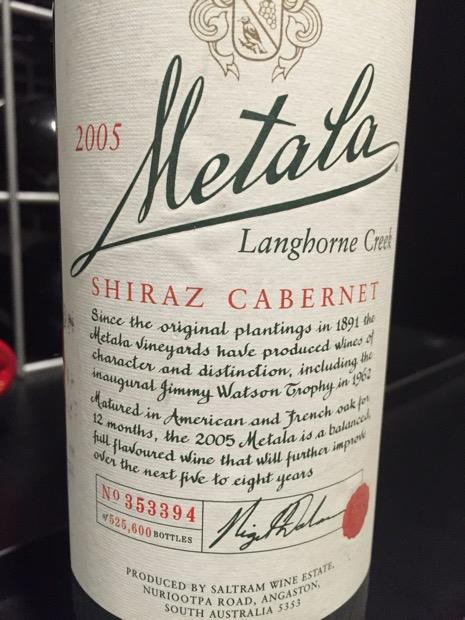 2005
Metala
Langhorne Creek
SHIRAZ CABERNET
Since the original plantings in 1891 the
Metala Vineyards have produced wines of
character and distinction, including the
inaugural Jimmy Watson Trophy in 1962
Matured in American and French oak for
12 months, the 2005 Metala is a balanced,
full flavoured wine that will further improve
over the next five to eight years
No 353394
of 525,600 BOTTLES
PRODUCED BY SALTRAM WINE ESTATE,
NURIOOTPA ROAD, ANGASTON,
SOUTH AUSTRALIA 5353